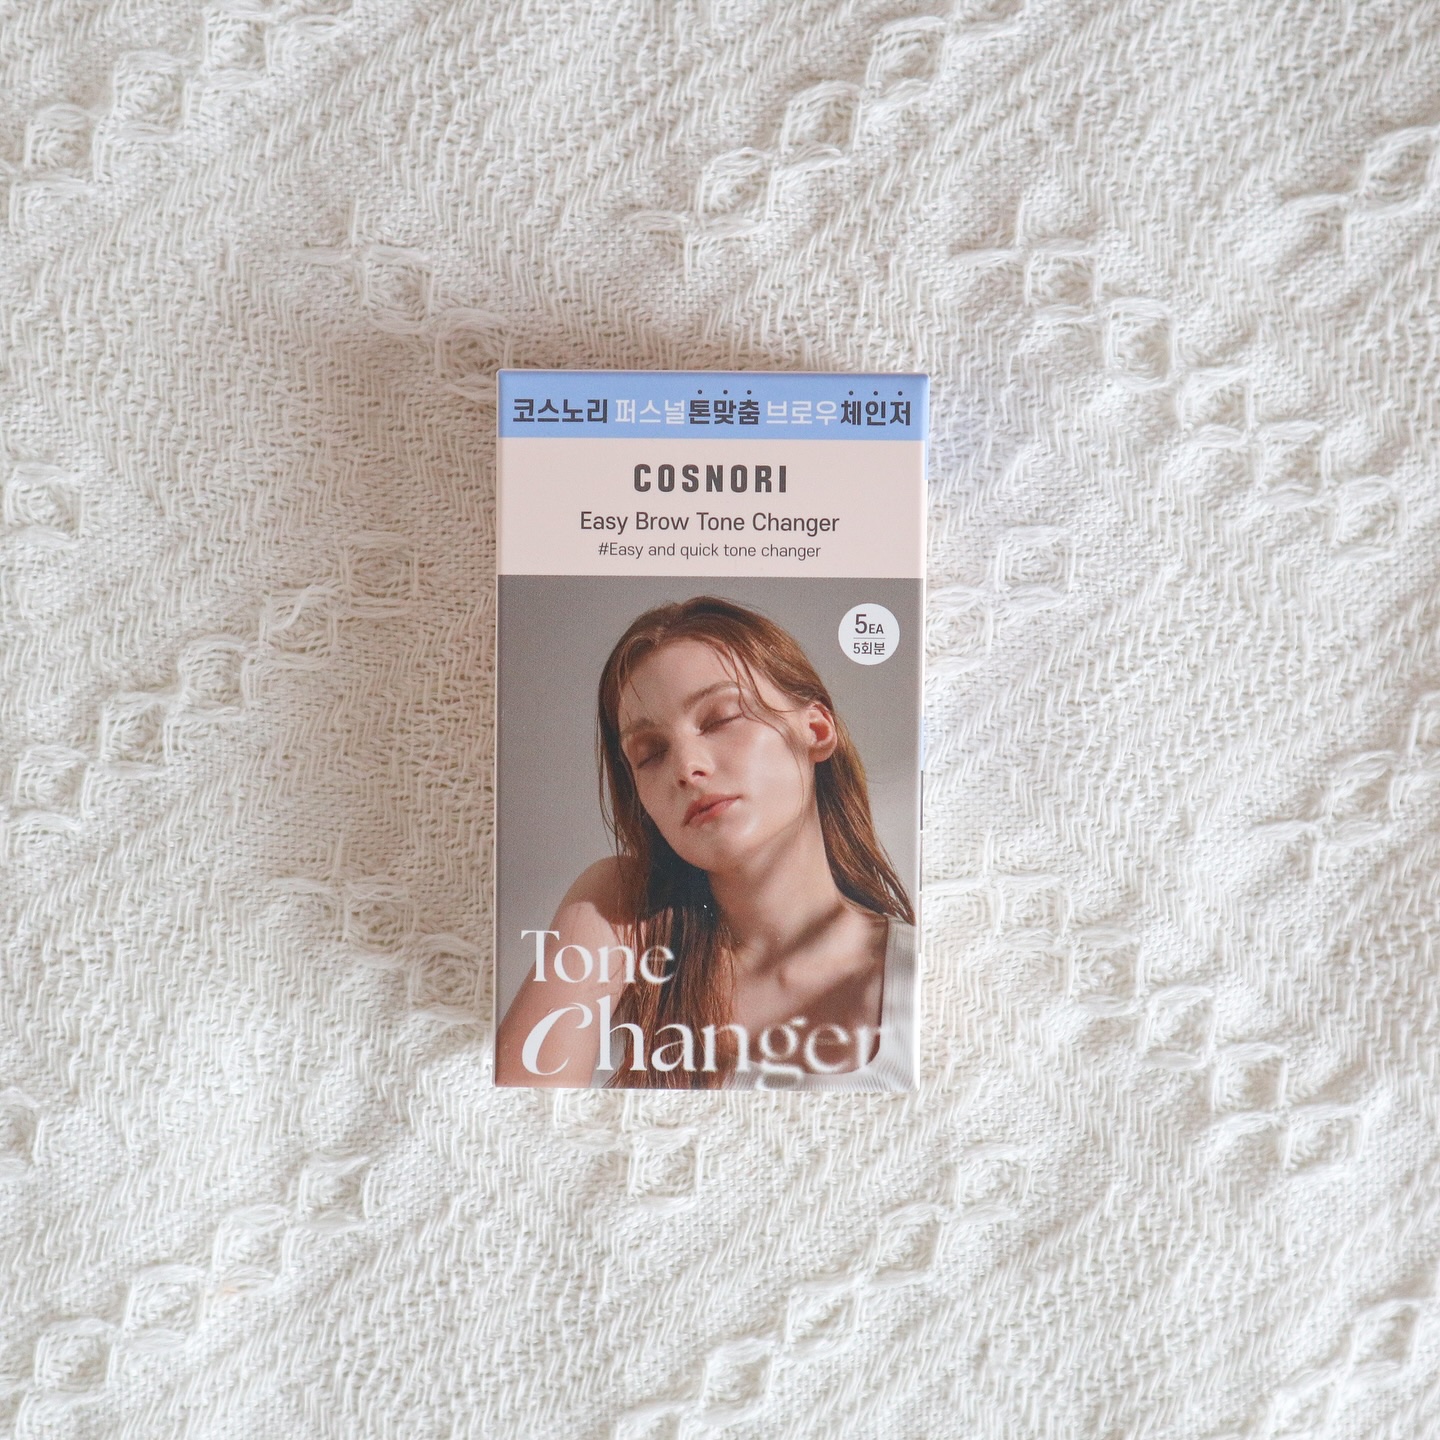 코스노리 퍼스널톤맞춤 브로우체인저
COSNORI
Easy Brow Tone Changer
#Easy and quick tone changer
5EA
5회분
Tone
Changer